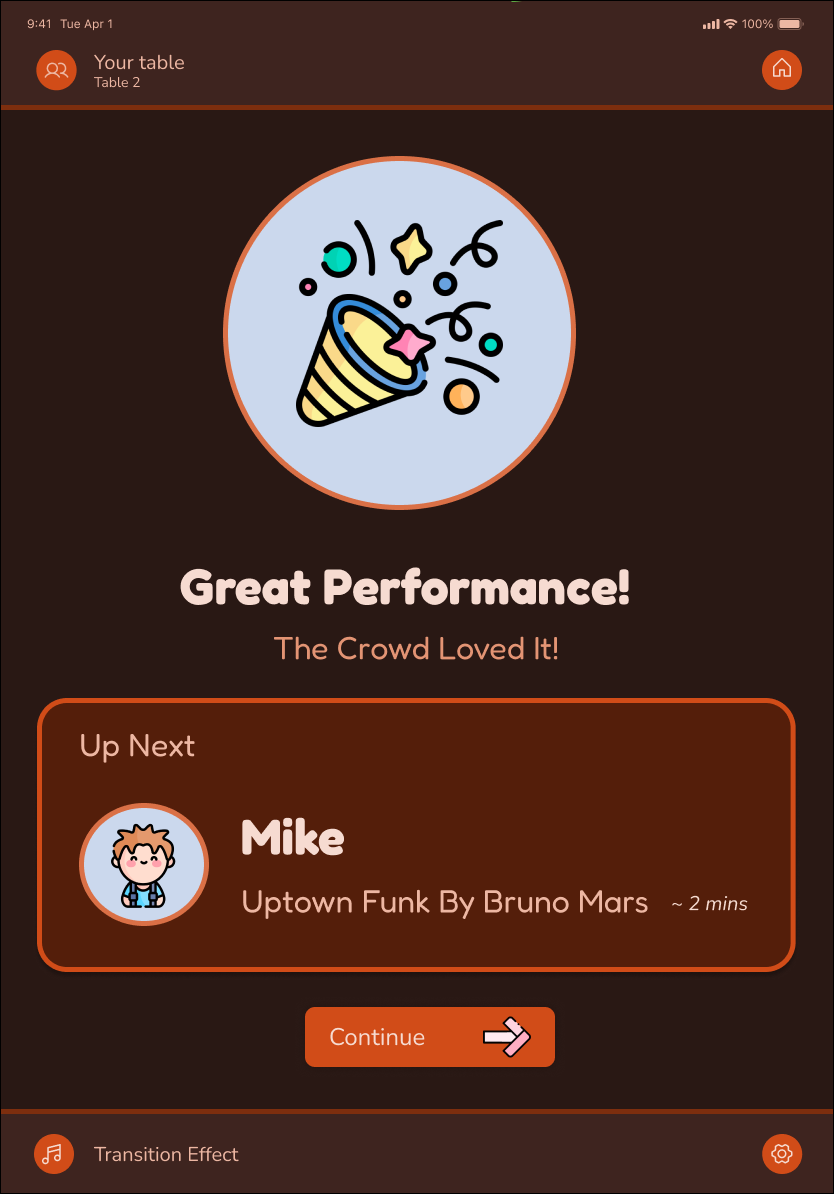 9:41 Tue Apr 1
100%
Your table
Table 2
Great Performance!
The Crowd Loved It!
Up Next
Mike
Uptown Funk By Bruno Mars ~ 2 mins
Continue
Transition Effect